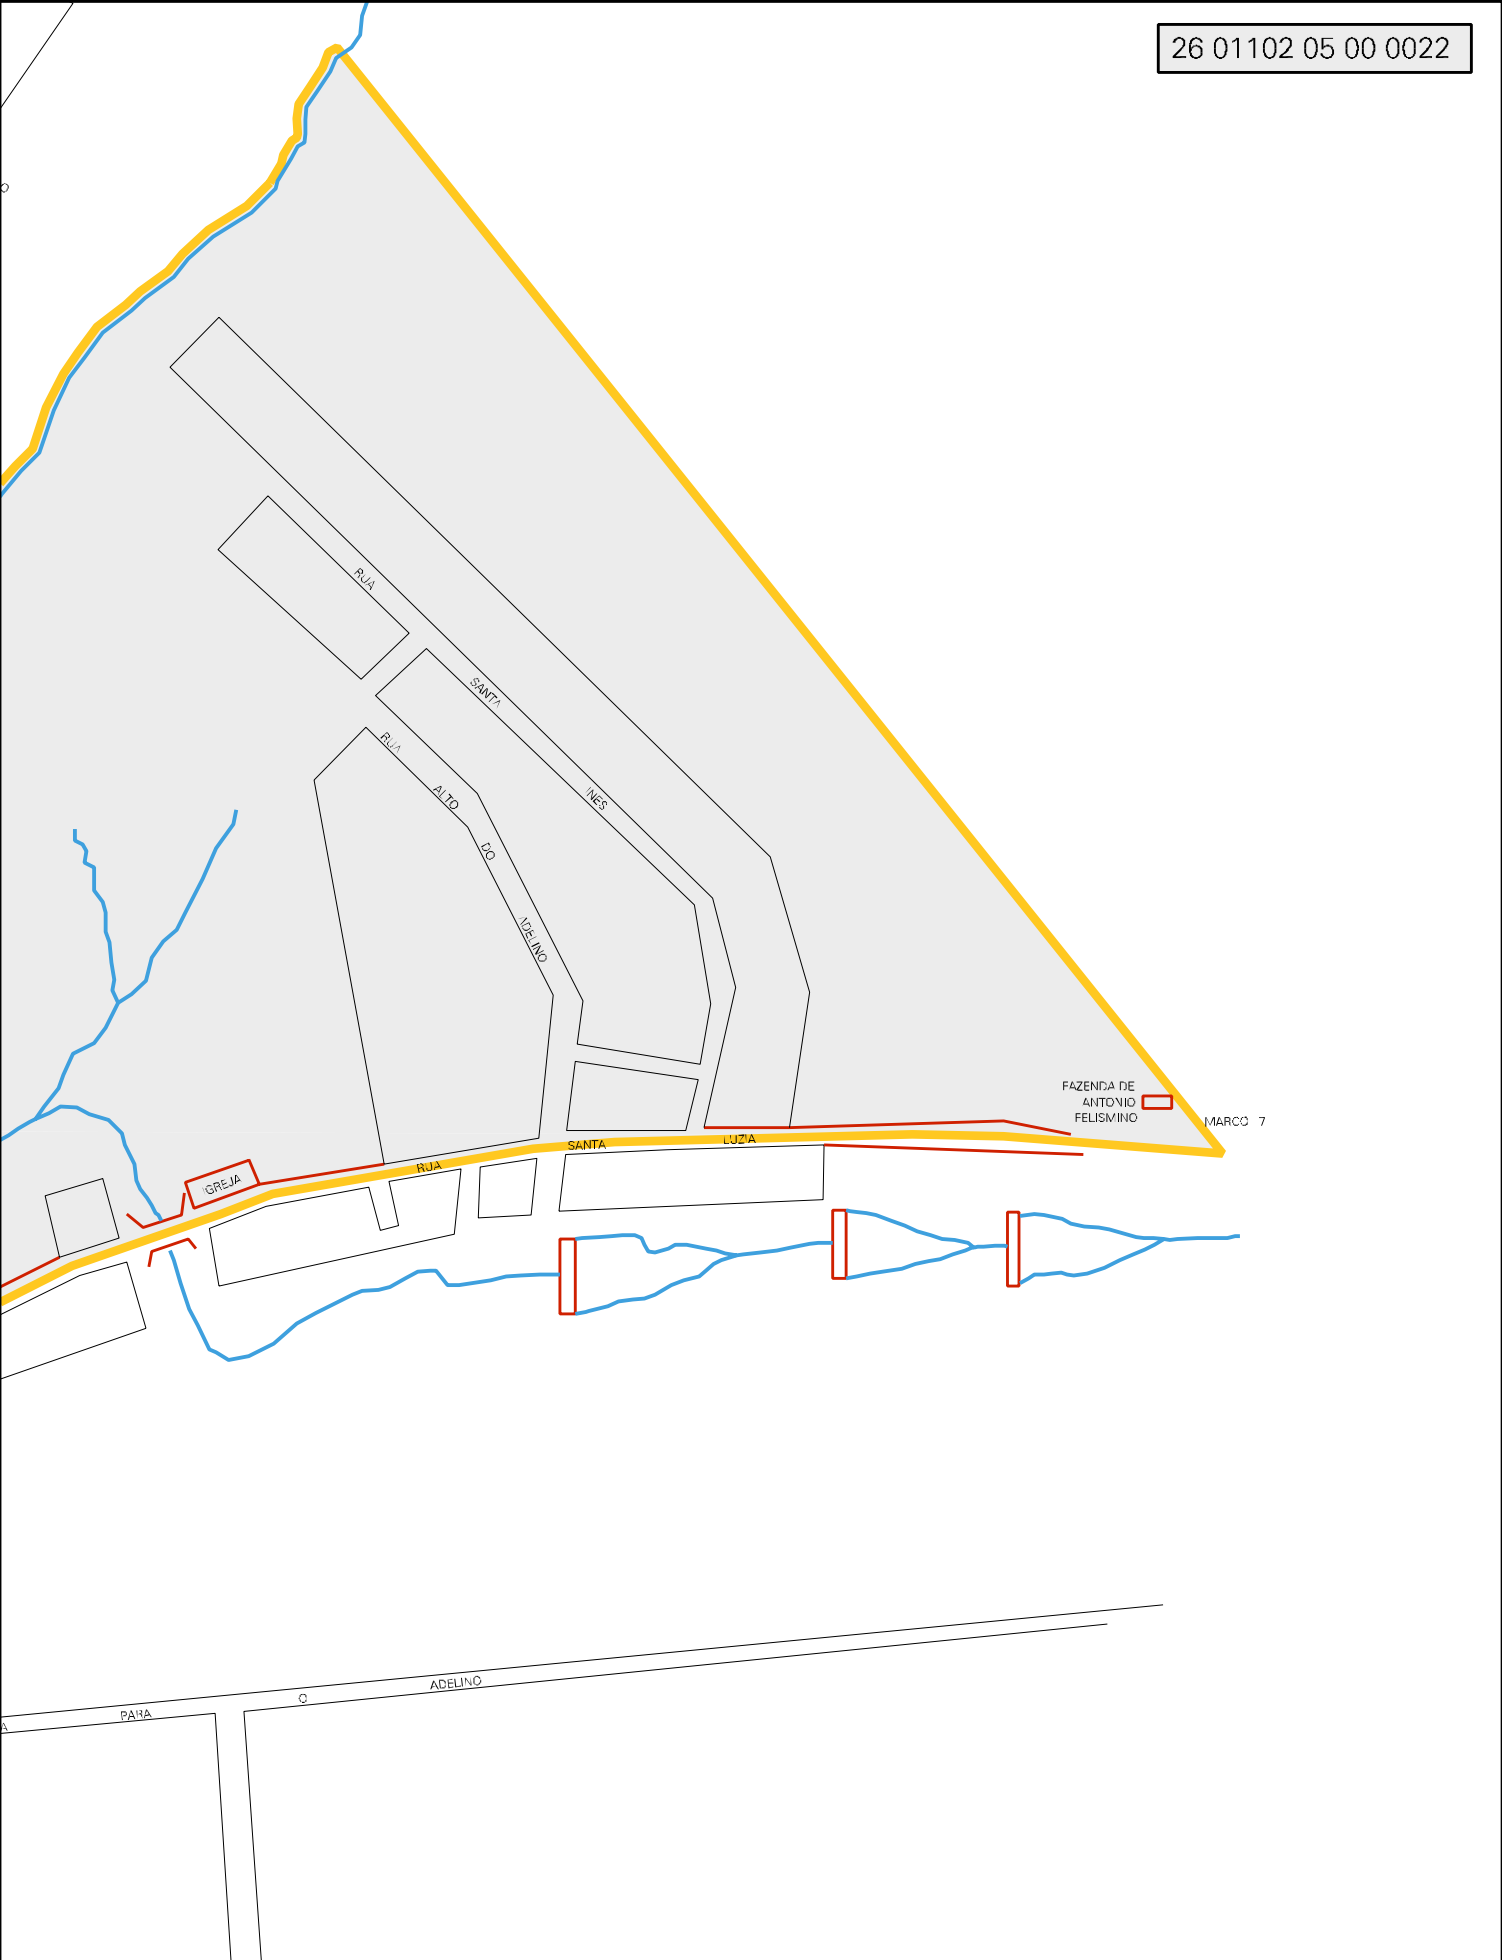 26 01102 05 00 0022
O
RUA
SANTA
INES
RUA
ALTO
DO
ADELINO
FAZENDA DE
ANTONIO
FELISMINO
MARCO 7
RUA
SANTA
LUZIA
IGREJA
A
PARA
O
ADELINO